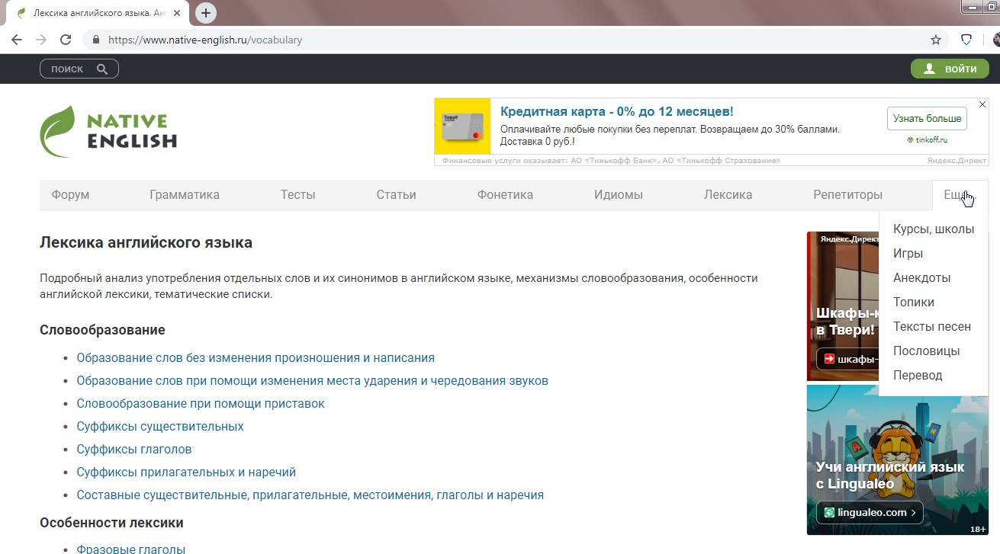 Лексика английского языка. Ан
https://www.native-english.ru/vocabulary
поиск
войти
NATIVE
ENGLISH
Кредитная карта - 0% до 12 месяцев!
Оплачивайте любые покупки без переплат. Возвращаем до 30% баллами.
Доставка 0 руб.!
Узнать больше
tinkoff.ru
Финансовые услуги оказывает: АО «Тинькофф Банк», АО «Тинькофф Страхование»
Яндекс.Директ
Форум Грамматика Тесты Статьи Фонетика Идиомы Лексика Репетиторы Еще...
Курсы, школы
Игры
Анекдоты
Топики
Тексты песен
Пословицы
Перевод
Лексика английского языка
Подробный анализ употребления отдельных слов и их синонимов в английском языке, механизмы словообразования, особенности
английской лексики, тематические списки.
Словообразование
Образование слов без изменения произношения и написания
Образование слов при помощи изменения места ударения и чередования звуков
Словообразование при помощи приставок
Суффиксы существительных
Суффиксы глаголов
Суффиксы прилагательных и наречий
Составные существительные, прилагательные, местоимения, глаголы и наречия
Особенности лексики
Фразовые глаголы
Яндекс.Директ
Шкафы-к
в Твери!
шкафы-
Учи английский язык
с Lingualeo
lingualeo.com
18+